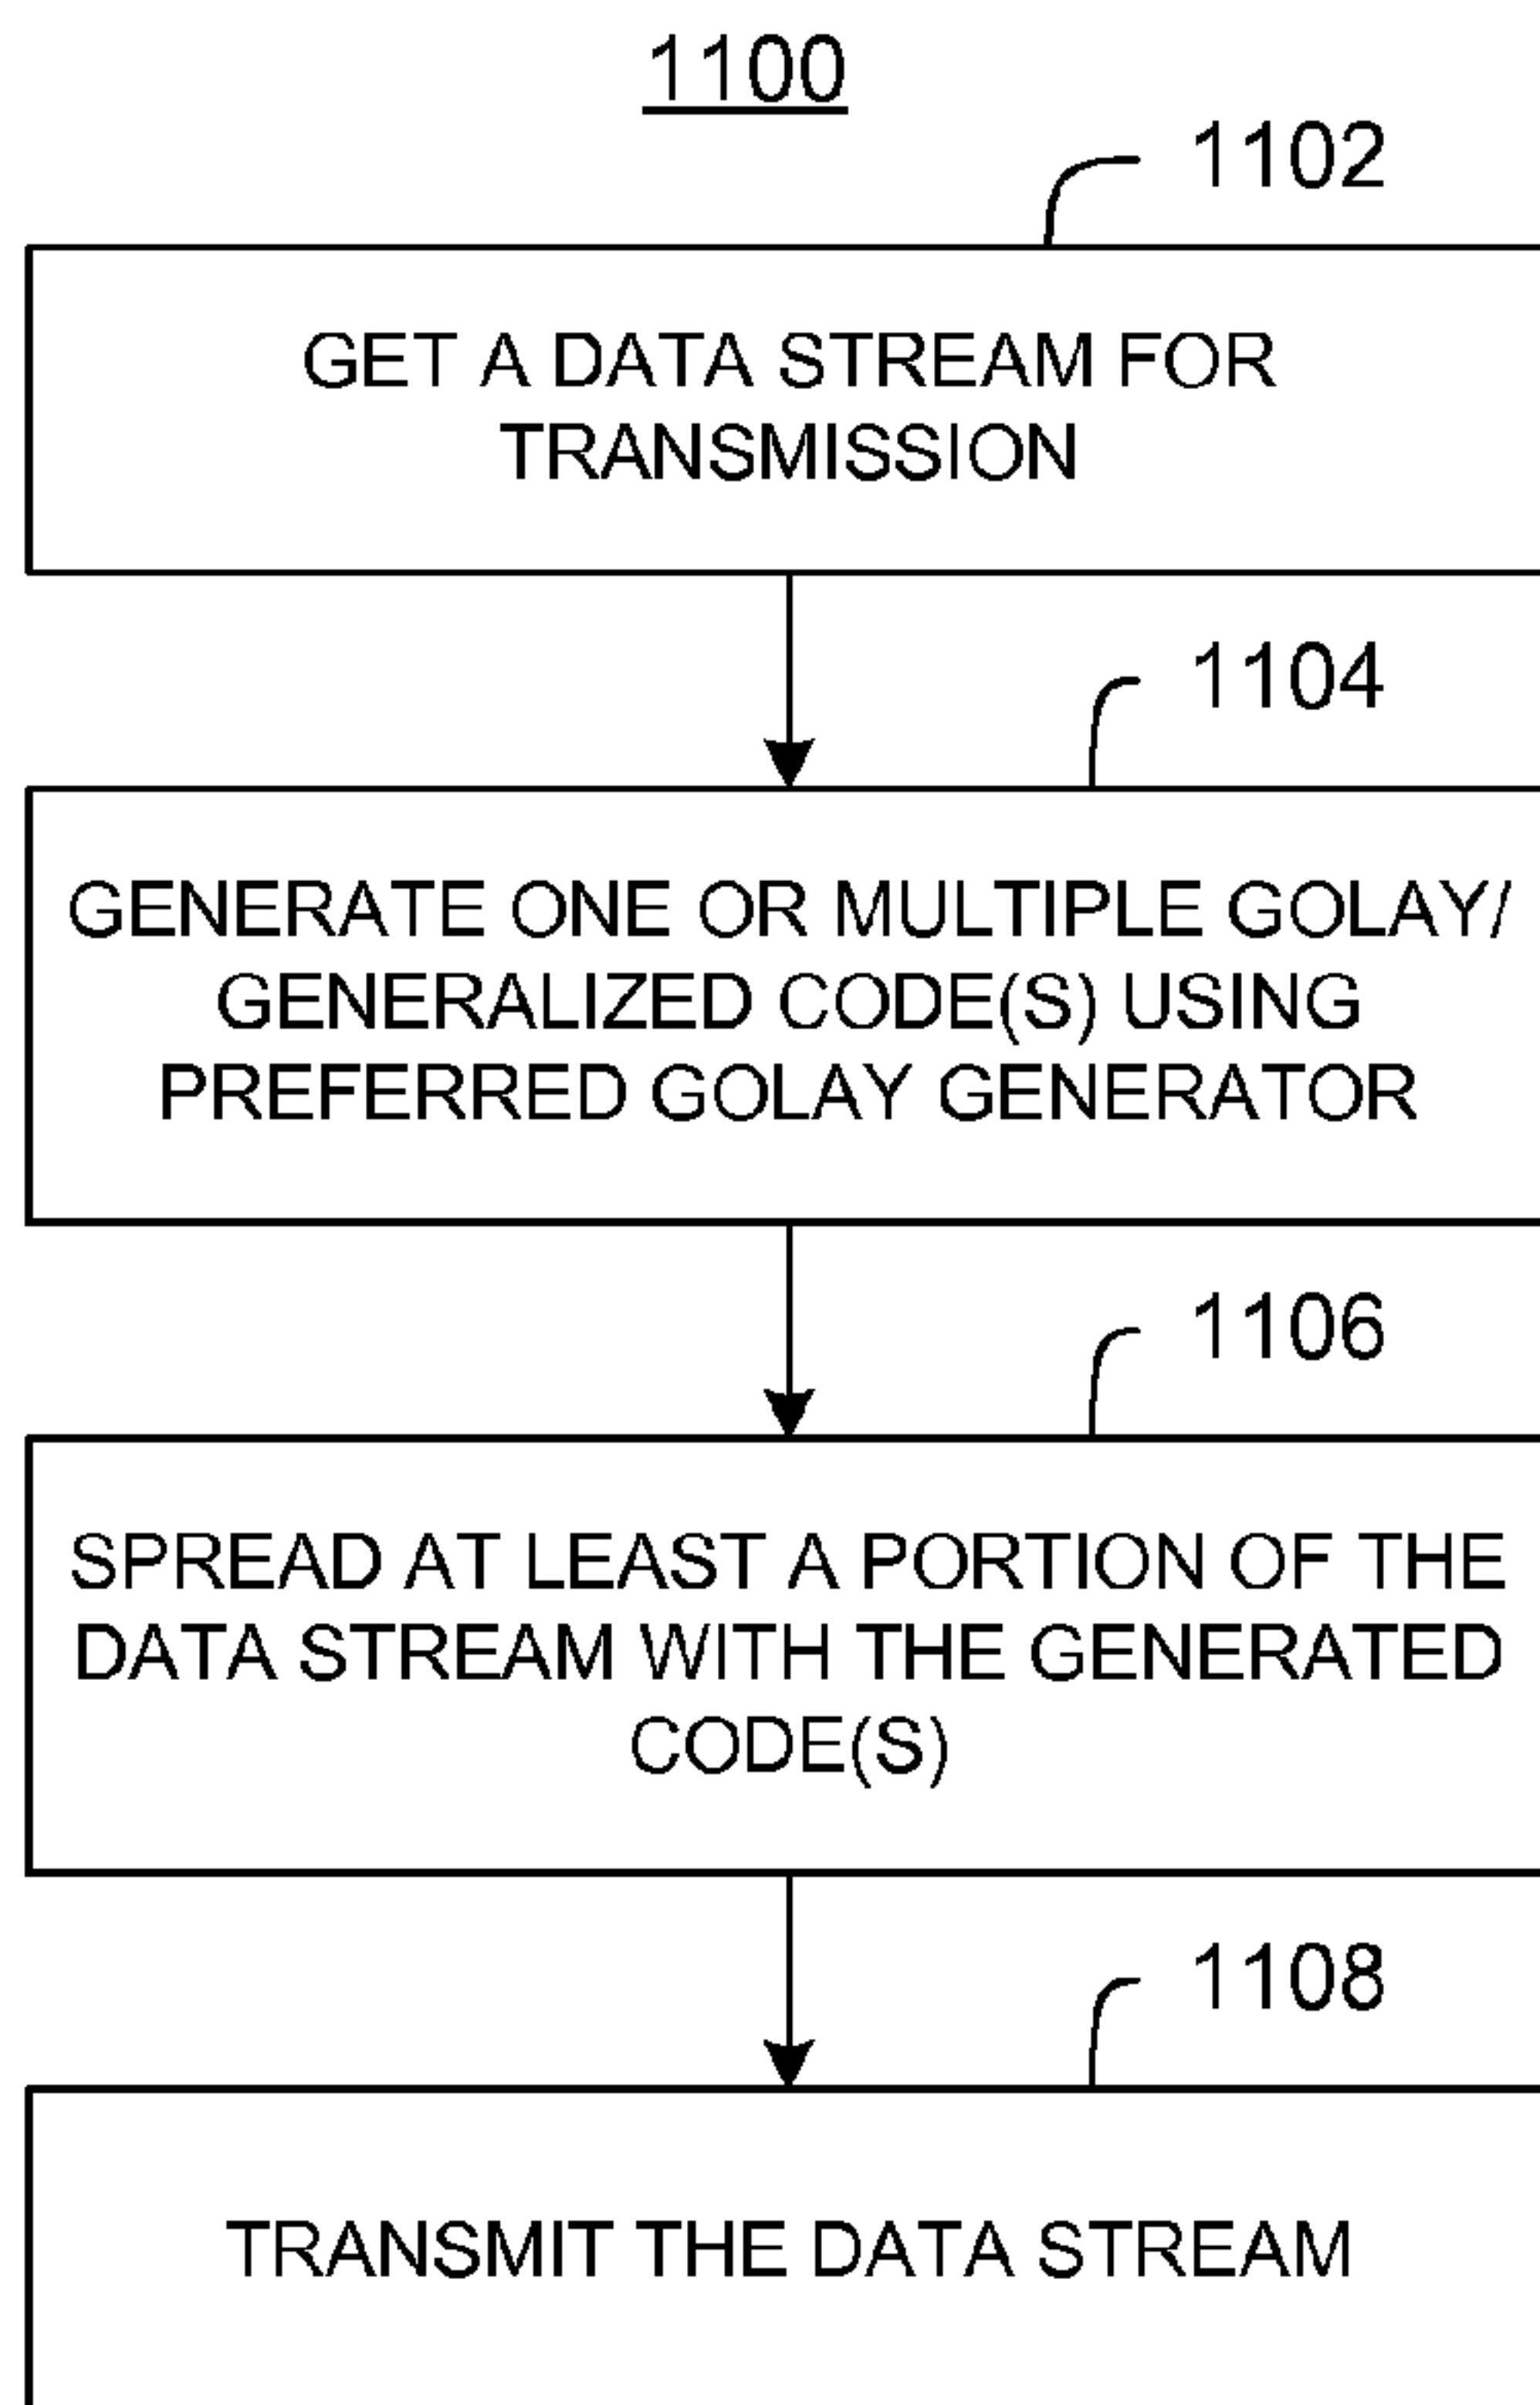 1100
1102
GET A DATA STREAM FOR
TRANSMISSION
1104
GENERATE ONE OR MULTIPLE GOLAY/
GENERALIZED CODE(S) USING
PREFERRED GOLAY GENERATOR
1106
SPREAD AT LEAST A PORTION OF THE
DATA STREAM WITH THE GENERATED
CODE(S)
1108
TRANSMIT THE DATA STREAM